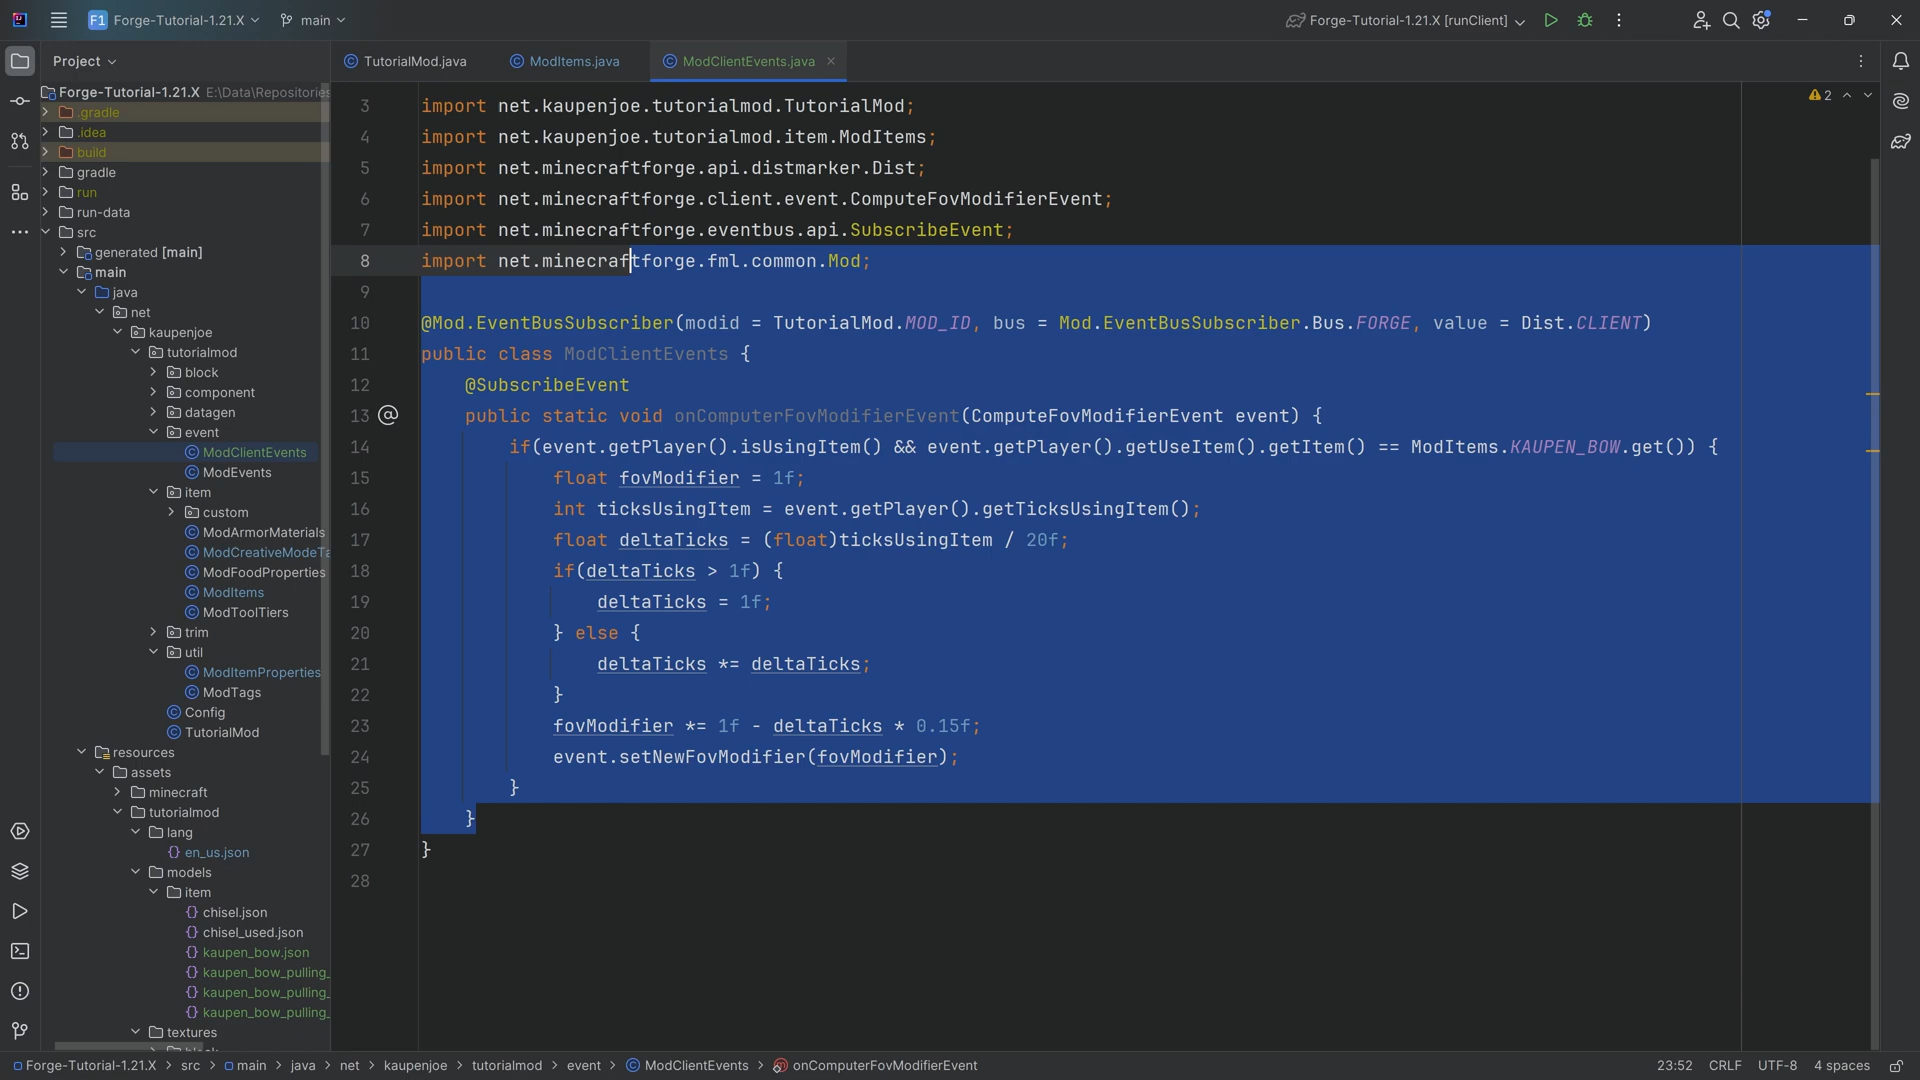 F1 Forge-Tutorial-1.21.X main Forge-Tutorial-1.21.X [runClient]
Project
TutorialMod.java ModItems.java ModClientEvents.java
Forge-Tutorial-1.21.X E:\Data\Repositories
.gradle
.idea
build
gradle
run
run-data
src
generated [main]
main
java
net
kaupenjoe
tutorialmod
block
component
datagen
event
ModClientEvents
ModEvents
item
custom
ModArmorMaterials
ModCreativeModeTa
ModFoodProperties
ModItems
ModToolTiers
trim
util
ModItemProperties
ModTags
Config
TutorialMod
resources
assets
minecraft
tutorialmod
lang
en_us.json
models
item
chisel.json
chisel_used.json
kaupen_bow.json
kaupen_bow_pulling_
kaupen_bow_pulling_
kaupen_bow_pulling_
textures
2
3 import net.kaupenjoe.tutorialmod.TutorialMod;
4 import net.kaupenjoe.tutorialmod.item.ModItems;
5 import net.minecraftforge.api.distmarker.Dist;
6 import net.minecraftforge.client.event.ComputeFovModifierEvent;
7 import net.minecraftforge.eventbus.api.SubscribeEvent;
8 import net.minecraftforge.fml.common.Mod;
9
10 @Mod.EventBusSubscriber(modid = TutorialMod.MOD_ID, bus = Mod.EventBusSubscriber.Bus.FORGE, value = Dist.CLIENT)
11 public class ModClientEvents {
12 @SubscribeEvent
13 public static void onComputerFovModifierEvent(ComputeFovModifierEvent event) {
14 if(event.getPlayer().isUsingItem() && event.getPlayer().getUseItem().getItem() == ModItems.KAUPEN_BOW.get()) {
15 float fovModifier = 1f;
16 int ticksUsingItem = event.getPlayer().getTicksUsingItem();
17 float deltaTicks = (float)ticksUsingItem / 20f;
18 if(deltaTicks > 1f) {
19 deltaTicks = 1f;
20 } else {
21 deltaTicks *= deltaTicks;
22 }
23 fovModifier *= 1f - deltaTicks * 0.15f;
24 event.setNewFovModifier(fovModifier);
25 }
26 }
27 }
28
Forge-Tutorial-1.21.X > src > main > java > net > kaupenjoe > tutorialmod > event > ModClientEvents > onComputerFovModifierEvent 23:52 CRLF UTF-8 4 spaces